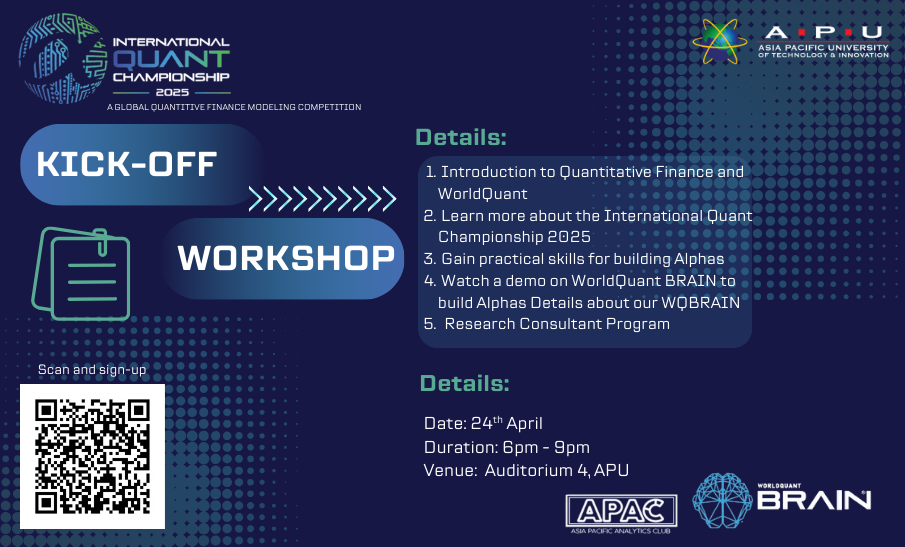 INTERNATIONAL
QUANT
CHAMPIONSHIP
2025
A GLOBAL QUANTITIVE FINANCE MODELING COMPETITION
A·P·U
ASIA PACIFIC UNIVERSITY
OF TECHNOLOGY & INNOVATION
KICK-OFF
WORKSHOP
Details:
1. Introduction to Quantitative Finance and
WorldQuant
2. Learn more about the International Quant
Championship 2025
3. Gain practical skills for building Alphas
4. Watch a demo on WorldQuant BRAIN to
build Alphas Details about our WQBRAIN
5. Research Consultant Program
Scan and sign-up
Details:
Date: 24th April
Duration: 6pm - 9pm
Venue: Auditorium 4, APU
APAC
ASIA PACIFIC ANALYTICS CLUB
WORLDQUANT
BRAIN®